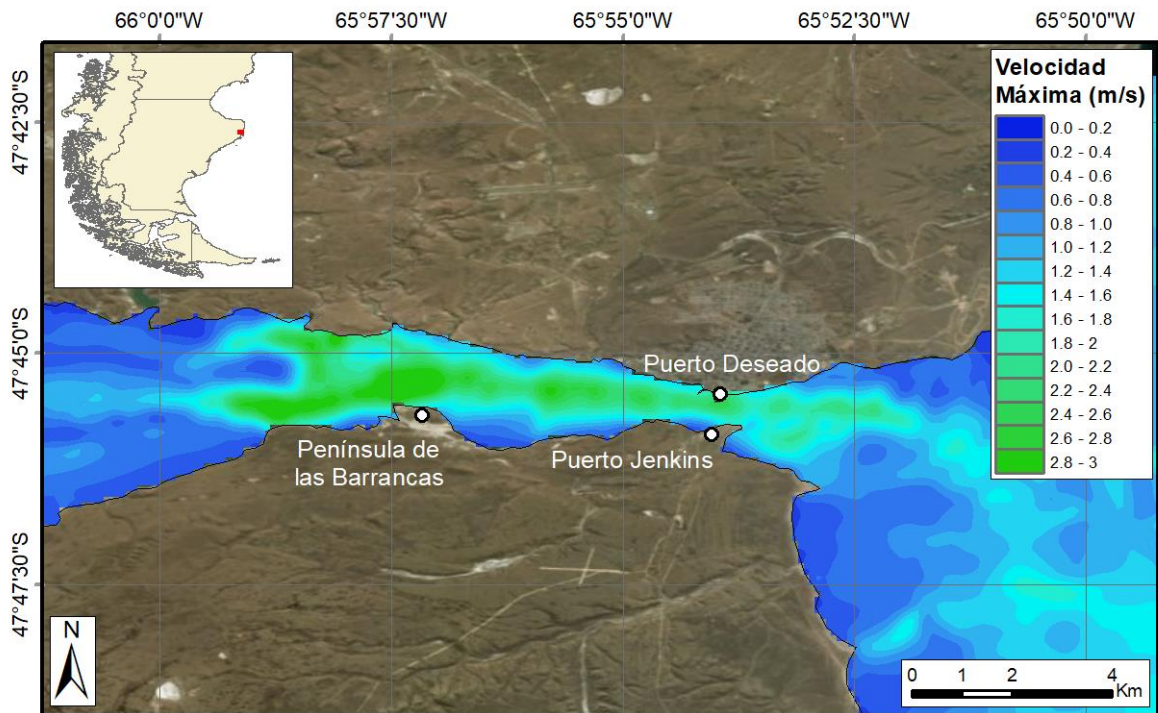 66°0'0"W
65°57'30"W
65°55'0"W
65°52'30"W
65°50'0"W
47°42'30"S
47°45'0"S
47°47'30"S
Velocidad
Máxima (m/s)
0.0 - 0.2
0.2 - 0.4
0.4 - 0.6
0.6 - 0.8
0.8 - 1.0
1.0 - 1.2
1.2 - 1.4
1.4 - 1.6
1.6 - 1.8
1.8 - 2
2.0 - 2.2
2.2 - 2.4
2.4 - 2.6
2.6 - 2.8
2.8 - 3
Puerto Deseado
Península de
las Barrancas
Puerto Jenkins
N
0 1 2 4
Km